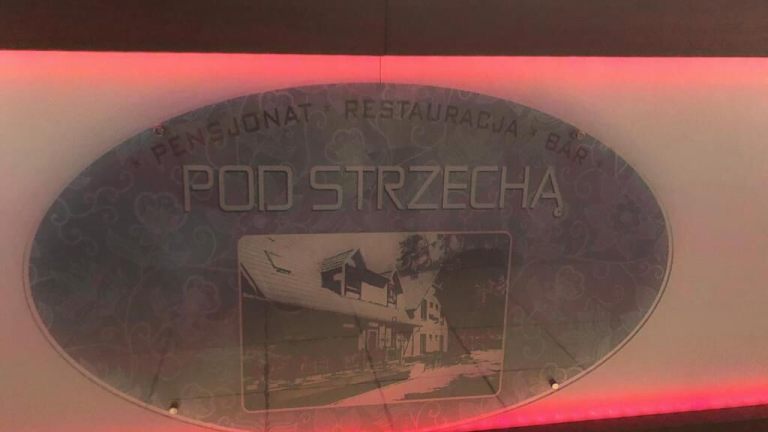 * PENSJONAT * RESTAURACJA * BAR *
POD STRZECHĄ